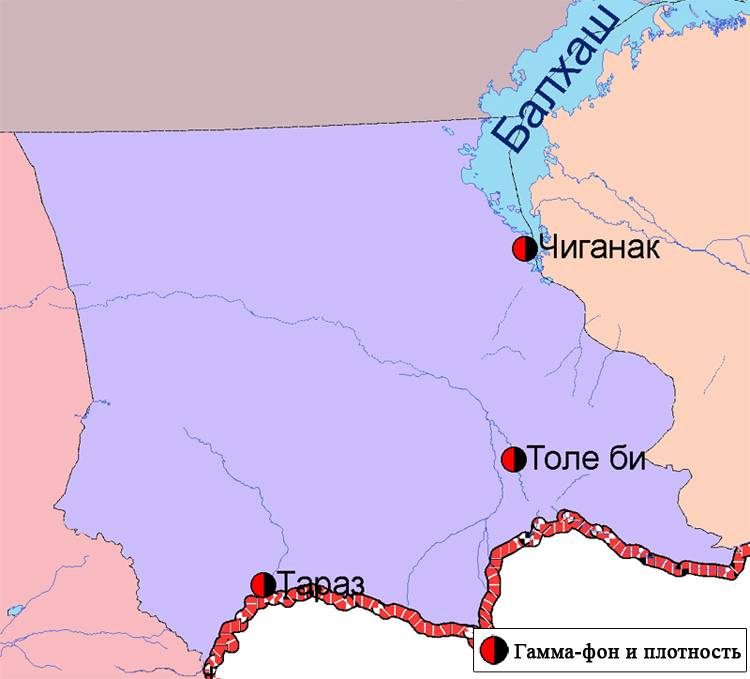 Балхаш
Чиганак
Толе би
Тараз
Гамма-фон и плотность